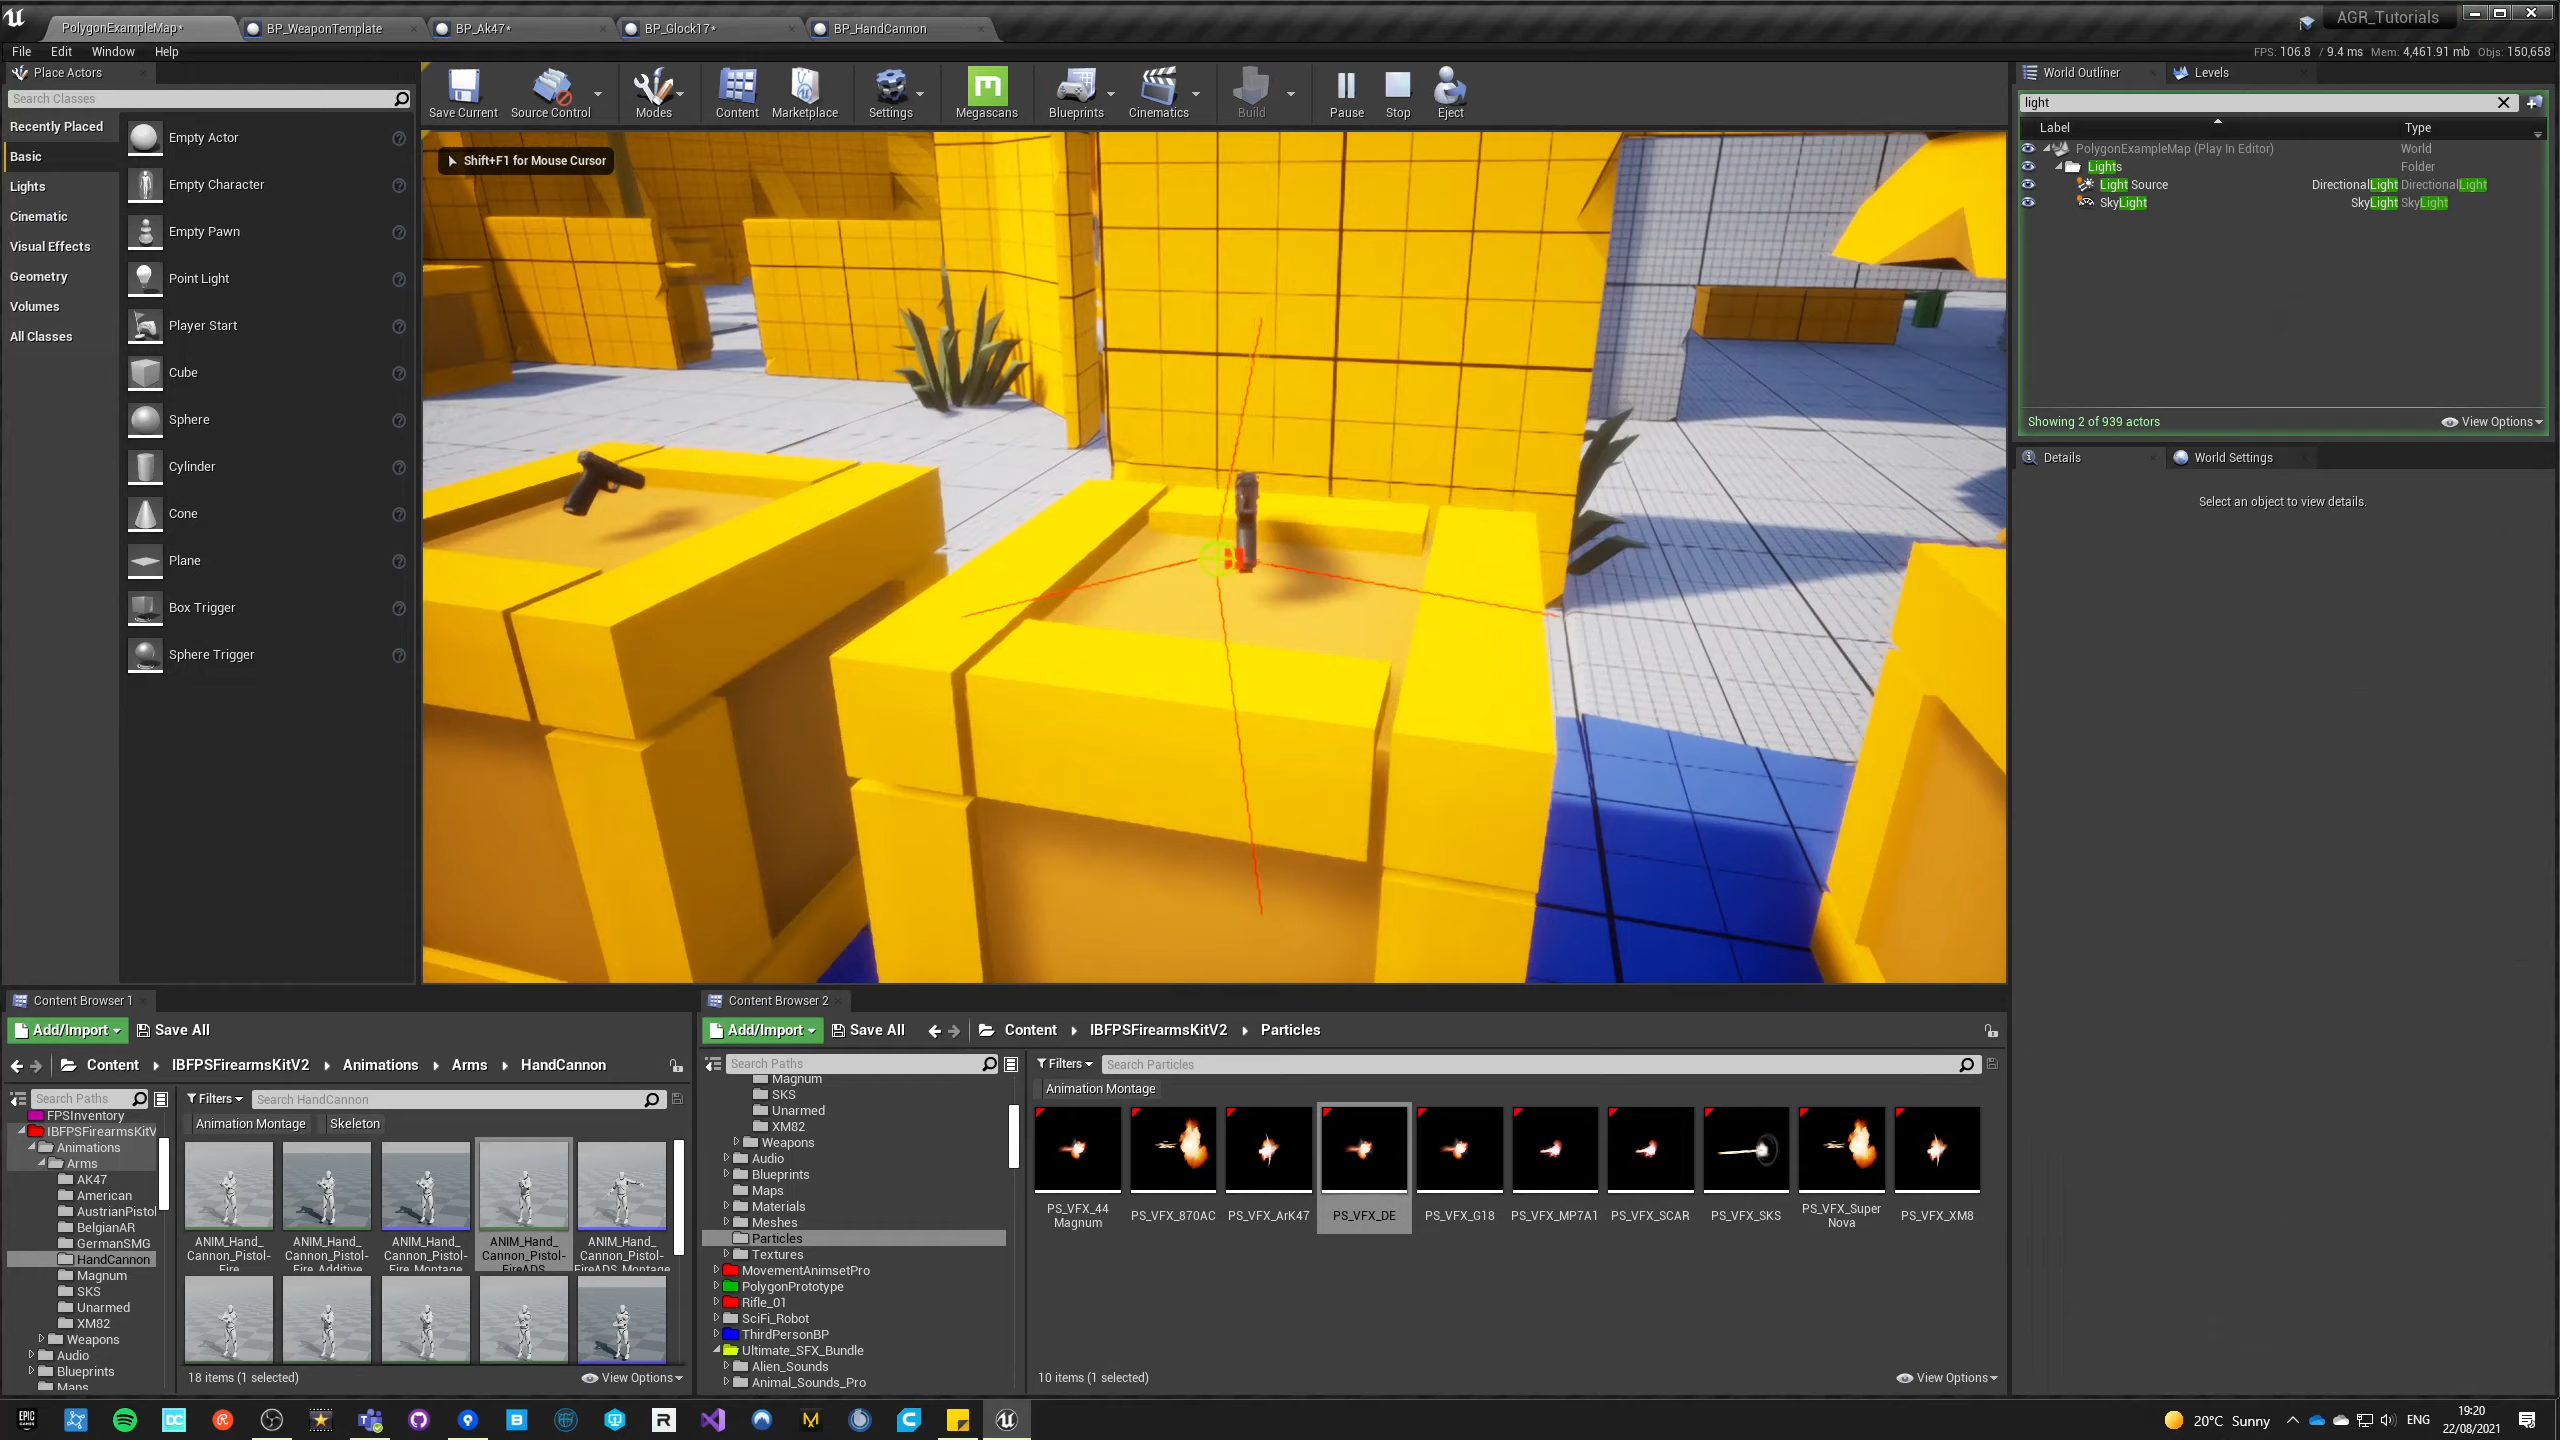 PolygonExampleMap*
BP_WeaponTemplate
BP_Ak47*
BP_Glock17*
BP_HandCannon
AGR_Tutorials
File Edit Window Help
FPS: 106.8 / 9.4 ms Mem: 4,461.91 mb Objs: 150,658
Place Actors
Search Classes
Recently Placed
Basic
Lights
Cinematic
Visual Effects
Geometry
Volumes
All Classes
Empty Actor
Empty Character
Empty Pawn
Point Light
Player Start
Cube
Sphere
Cylinder
Cone
Plane
Box Trigger
Sphere Trigger
Save Current
Source Control
Modes
Content
Marketplace
Settings
Megascans
Blueprints
Cinematics
Build
Pause
Stop
Eject
Shift+F1 for Mouse Cursor
World Outliner
Levels
light
Label Type
PolygonExampleMap (Play In Editor) World
Lights Folder
Light Source DirectionalLight DirectionalLight
SkyLight SkyLight SkyLight
Showing 2 of 939 actors
View Options
Details
World Settings
Select an object to view details.
Content Browser 1
Add/Import Save All
Content IBFPSFirearmsKitV2 Animations Arms HandCannon
Search Paths
Filters
Search HandCannon
Animation Montage Skeleton
FPSInventory
IBFPSFirearmsKitV
Animations
Arms
AK47
American
AustrianPistol
BelgianAR
GermanSMG
HandCannon
Magnum
SKS
Unarmed
XM82
Weapons
Audio
Blueprints
Maps
ANIM_Hand_
Cannon_Pistol-
Fire
ANIM_Hand_
Cannon_Pistol-
Fire_Additive
ANIM_Hand_
Cannon_Pistol-
Fire_Montage
ANIM_Hand_
Cannon_Pistol-
FireADS
ANIM_Hand_
Cannon_Pistol-
FireADS_Montage
18 items (1 selected)
View Options
Content Browser 2
Add/Import Save All
Content IBFPSFirearmsKitV2 Particles
Search Paths
Filters
Search Particles
Animation Montage
Magnum
SKS
Unarmed
XM82
Weapons
Audio
Blueprints
Maps
Materials
Meshes
Particles
Textures
MovementAnimsetPro
PolygonPrototype
Rifle_01
SciFi_Robot
ThirdPersonBP
Ultimate_SFX_Bundle
Alien_Sounds
Animal_Sounds_Pro
PS_VFX_44
Magnum
PS_VFX_870AC
PS_VFX_ArK47
PS_VFX_DE
PS_VFX_G18
PS_VFX_MP7A1
PS_VFX_SCAR
PS_VFX_SKS
PS_VFX_Super
Nova
PS_VFX_XM8
10 items (1 selected)
View Options
EPIC
GAMES
DC
20°C Sunny
ENG
19:20
22/08/2021